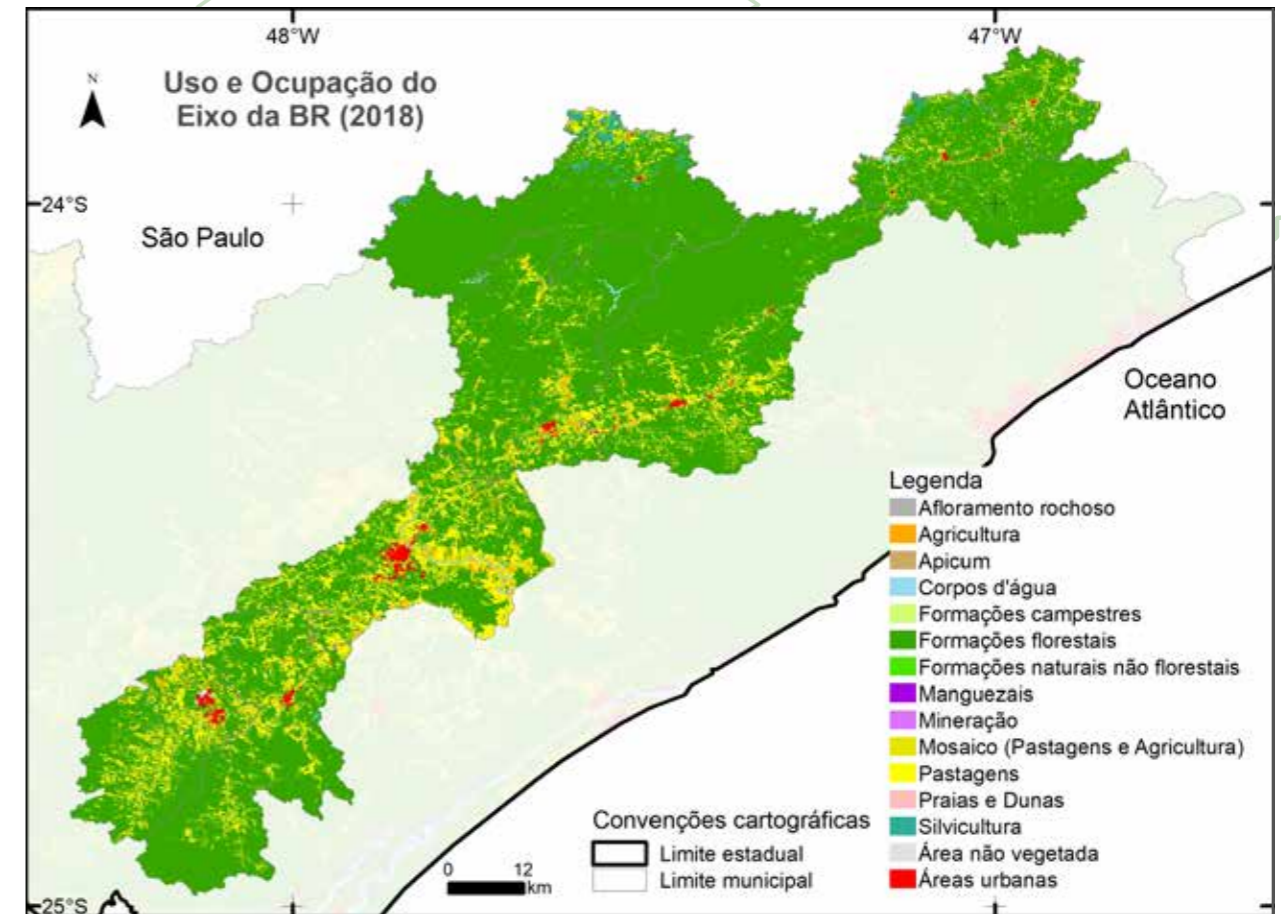 48°W
47°W
N
Uso e Ocupação do
Eixo da BR (2018)
24°S
São Paulo
Oceano
Atlântico
Legenda
Afloramento rochoso
Agricultura
Apicum
Corpos d'água
Formações campestres
Formações florestais
Formações naturais não florestais
Manguezais
Mineração
Mosaico (Pastagens e Agricultura)
Pastagens
Praias e Dunas
Silvicultura
Área não vegetada
Áreas urbanas
Convenções cartográficas
Limite estadual
Limite municipal
0 12
km
25°S